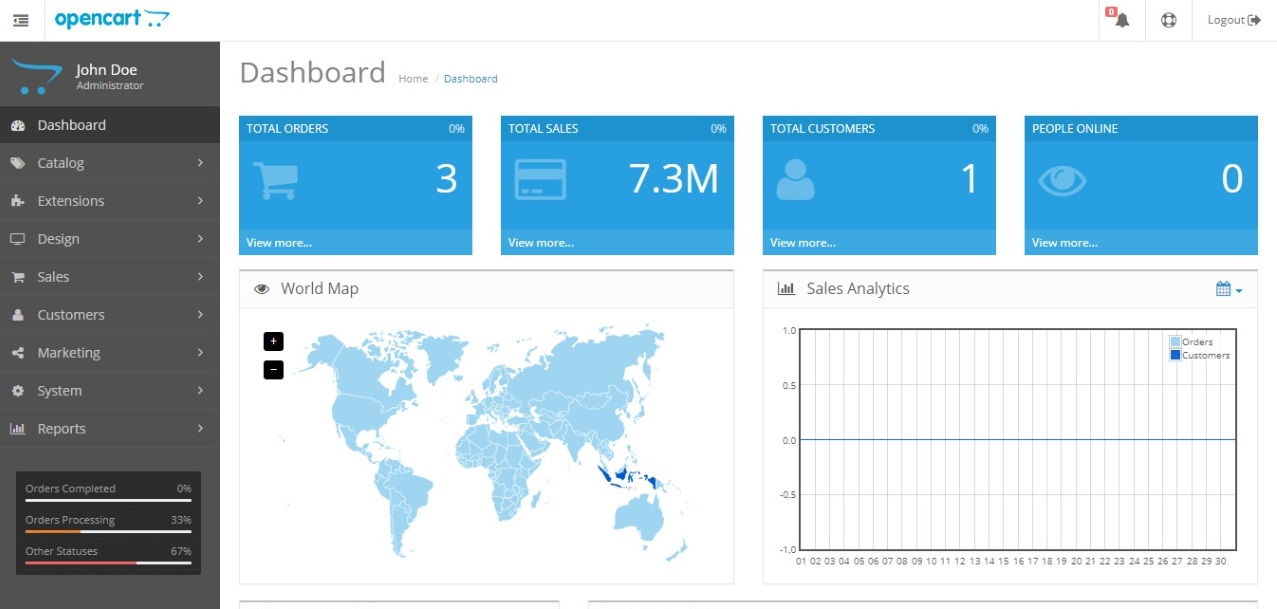 opencart
0
Logout
John Doe
Administrator
Dashboard
Catalog
Extensions
Design
Sales
Customers
Marketing
System
Reports
Orders Completed 0%
Orders Processing 33%
Other Statuses 67%
Dashboard Home / Dashboard
TOTAL ORDERS 0%
3
View more...
TOTAL SALES 0%
7.3M
View more...
TOTAL CUSTOMERS 0%
1
View more...
PEOPLE ONLINE
0
View more...
World Map
+
−
Sales Analytics
1.0
0.5
0.0
-0.5
-1.0
Orders
Customers
01 02 03 04 05 06 07 08 09 10 11 12 13 14 15 16 17 18 19 20 21 22 23 24 25 26 27 28 29 30